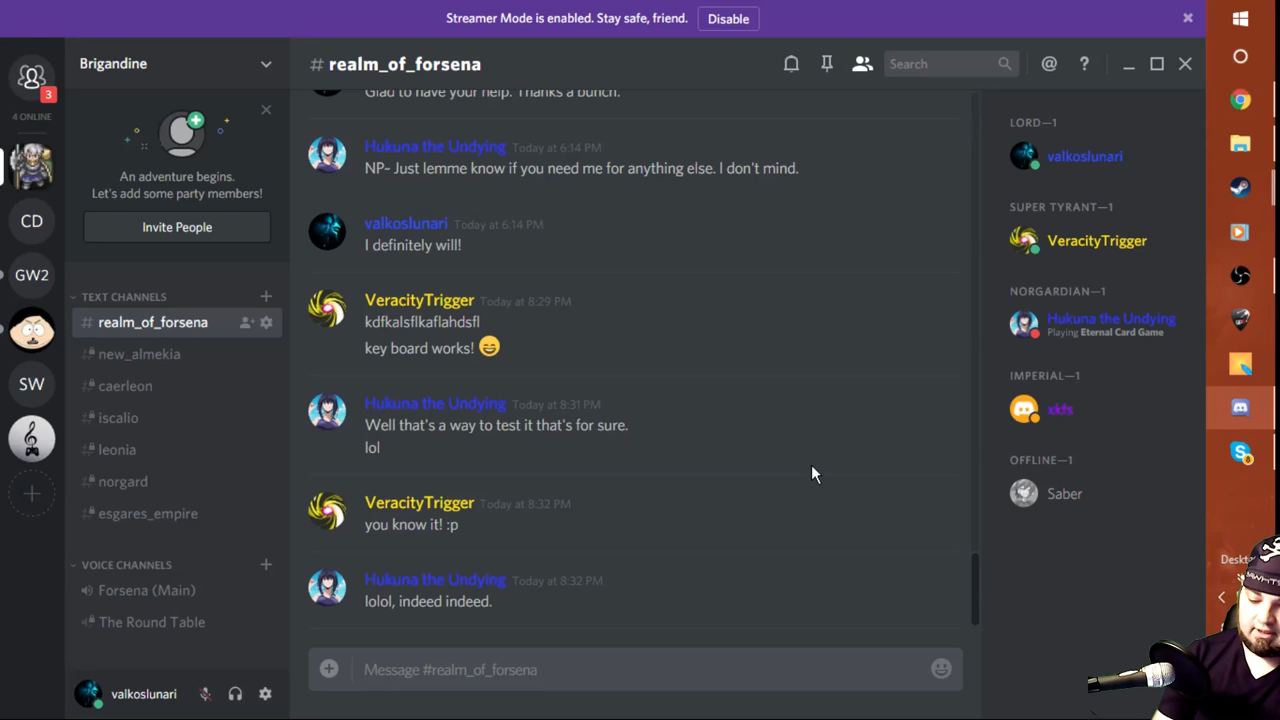 Streamer Mode is enabled. Stay safe, friend.
Disable
3
4 ONLINE
CD
GW2
SW
Brigandine
An adventure begins.
Let's add some party members!
Invite People
TEXT CHANNELS
# realm_of_forsena
new_almekia
caerleon
iscalio
leonia
norgard
esgares_empire
VOICE CHANNELS
Forsena (Main)
The Round Table
valkoslunari
# realm_of_forsena
Search
Glad to have your help. Thanks a bunch.
Hukuna the Undying Today at 6:14 PM
NP~ Just lemme know if you need me for anything else. I don't mind.
valkoslunari Today at 6:14 PM
I definitely will!
VeracityTrigger Today at 8:29 PM
kdfkalsflkaflahdsfl
key board works! 😄
Hukuna the Undying Today at 8:31 PM
Well that's a way to test it that's for sure.
lol
VeracityTrigger Today at 8:32 PM
you know it! :p
Hukuna the Undying Today at 8:32 PM
lolol, indeed indeed.
Message #realm_of_forsena
LORD—1
valkoslunari
SUPER TYRANT—1
VeracityTrigger
NORGARDIAN—1
Hukuna the Undying
Playing Eternal Card Game
IMPERIAL—1
xkfs
OFFLINE—1
Saber